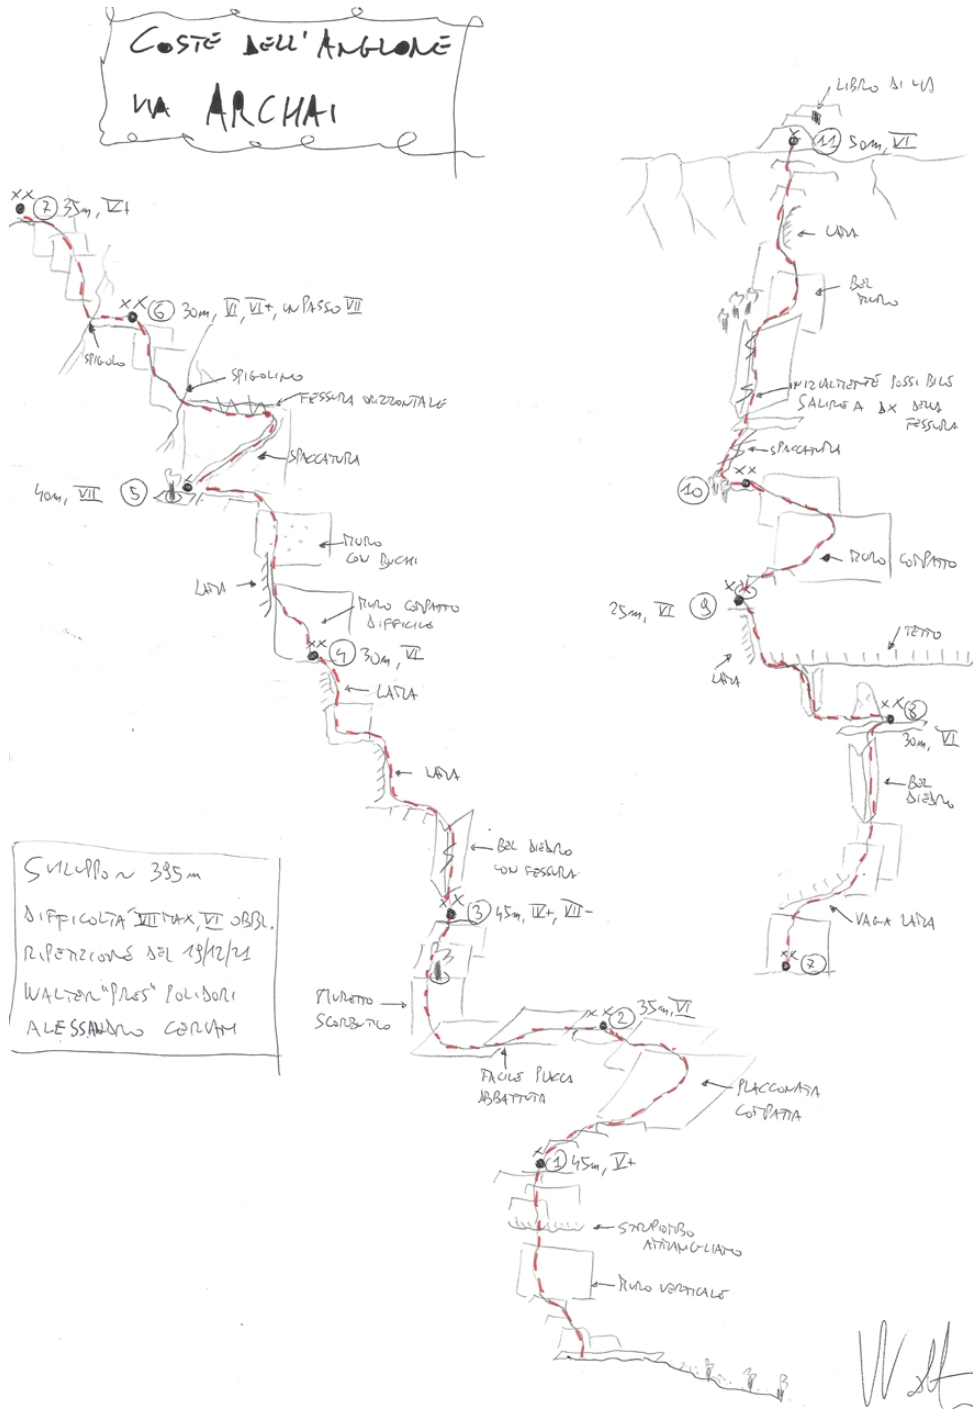 COSTE DELL'ANGLONE
VIA ARCHAI
LIBRO DI VIA
11 50m, VI
LAMA
BEL
MURO
INIZIALMENTE POSSIBILE
SALIRE A DX DELLA
FESSURA
SPACCATURA
10
MURO COMPATTO
25m, VI 9
TETTO
LAMA
8
30m, VI
BEL
DIEDRO
VAGA LAMA
7
7 35m, VI+
6 30m, VI, VI+, UN PASSO VII
SPIGOLO
SPIGOLINO
FESSURA ORIZZONTALE
SPACCATURA
40m, VII 5
MURO
CON BUCHI
LAMA
MURO COMPATTO
DIFFICILE
4 30m, VI
LAMA
LAMA
BEL DIEDRO
CON FESSURA
3 45m, IV+, VII-
MURETTO
SCORBUTICO
2 35m, VI
FACILE PLACCA
ABBATTUTA
PLACCONATA
COMPATTA
1 45m, V+
STRAPIOMBO
AMMANIGLIATO
MURO VERTICALE
SVILUPPO ~ 395m
DIFFICOLTÀ VII MAX, VI OBBL.
RIPETIZIONE DEL 19/12/21
WALTER "PRES" POLIDORI
ALESSANDRO CERIANI